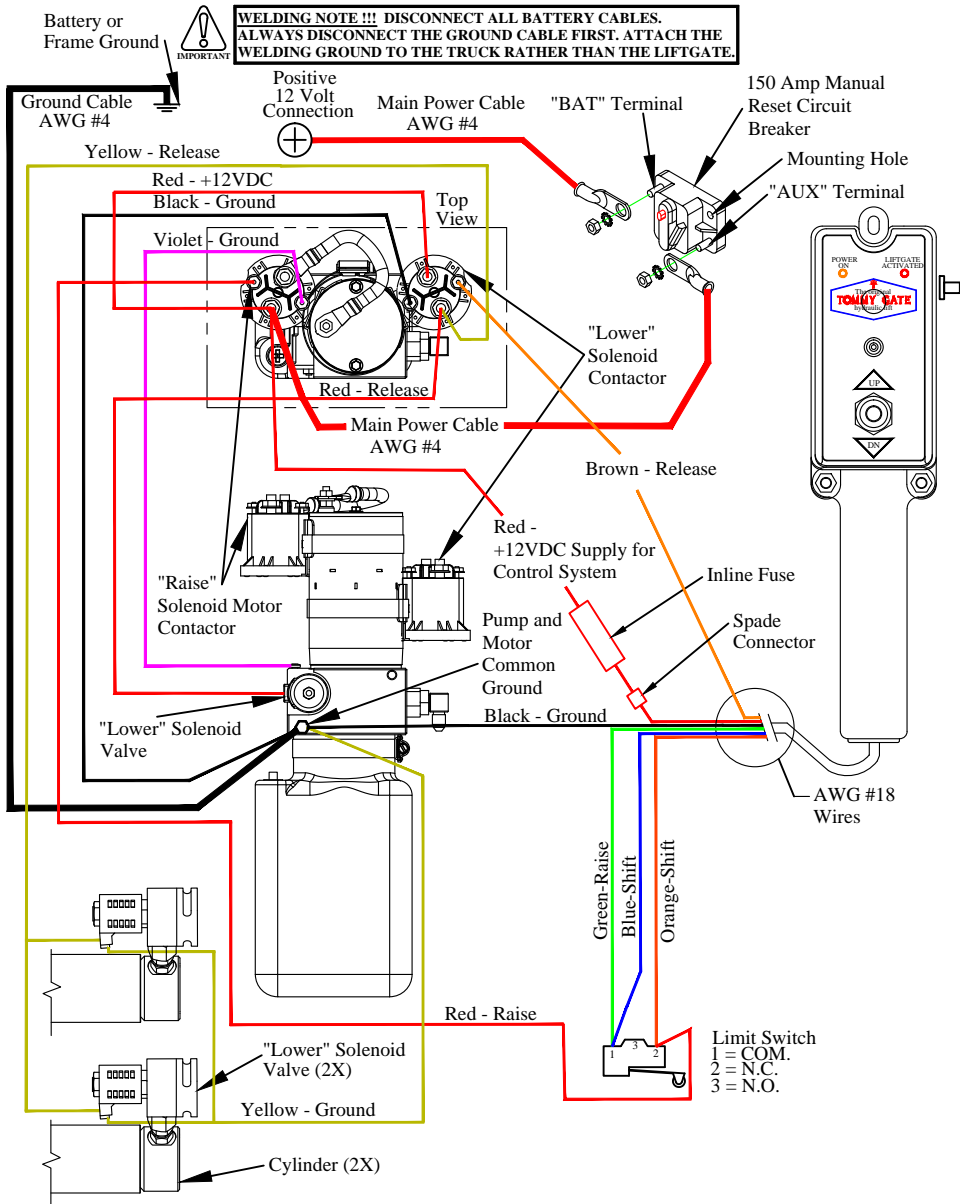 Battery or
Frame Ground
IMPORTANT
WELDING NOTE !!! DISCONNECT ALL BATTERY CABLES.
ALWAYS DISCONNECT THE GROUND CABLE FIRST. ATTACH THE
WELDING GROUND TO THE TRUCK RATHER THAN THE LIFTGATE.
Ground Cable
AWG #4
Positive
12 Volt
Connection
Main Power Cable
AWG #4
"BAT" Terminal
150 Amp Manual
Reset Circuit
Breaker
Mounting Hole
"AUX" Terminal
Yellow - Release
Red - +12VDC
Black - Ground
Top
View
Violet - Ground
POWER
ON
LIFTGATE
ACTIVATED
The original
TOMMY GATE
hydraulic lift
UP
DN
"Lower"
Solenoid
Contactor
Red - Release
Main Power Cable
AWG #4
Brown - Release
Red -
+12VDC Supply for
Control System
Inline Fuse
Spade
Connector
"Raise"
Solenoid Motor
Contactor
Pump and
Motor
Common
Ground
Black - Ground
"Lower" Solenoid
Valve
AWG #18
Wires
Green-Raise
Blue-Shift
Orange-Shift
Red - Raise
1
3
2
Limit Switch
1 = COM.
2 = N.C.
3 = N.O.
"Lower" Solenoid
Valve (2X)
Yellow - Ground
Cylinder (2X)